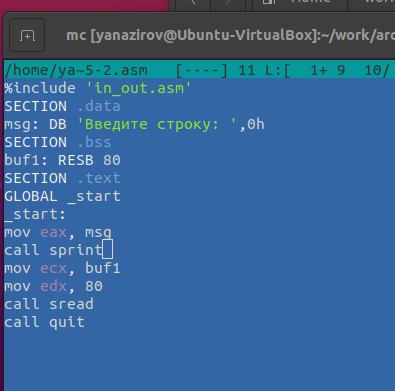 Home
wor
mc [yanazirov@Ubuntu-VirtualBox]:~/work/arc
/home/ya~5-2.asm   [----] 11 L:[  1+ 9  10/
%include 'in_out.asm'
SECTION .data
msg: DB 'Введите строку: ',0h
SECTION .bss
buf1: RESB 80
SECTION .text
GLOBAL _start
_start:
mov eax, msg
call sprint
mov ecx, buf1
mov edx, 80
call sread
call quit